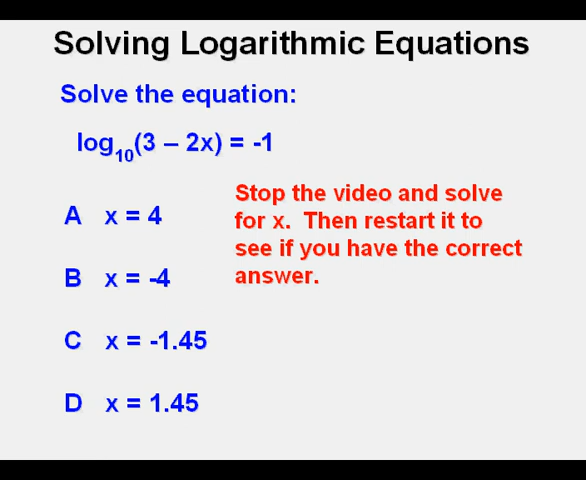 Solving Logarithmic Equations
Solve the equation:
log₁₀(3 – 2x) = -1
Stop the video and solve
for x. Then restart it to
see if you have the correct
answer.
A x = 4
B x = -4
C x = -1.45
D x = 1.45